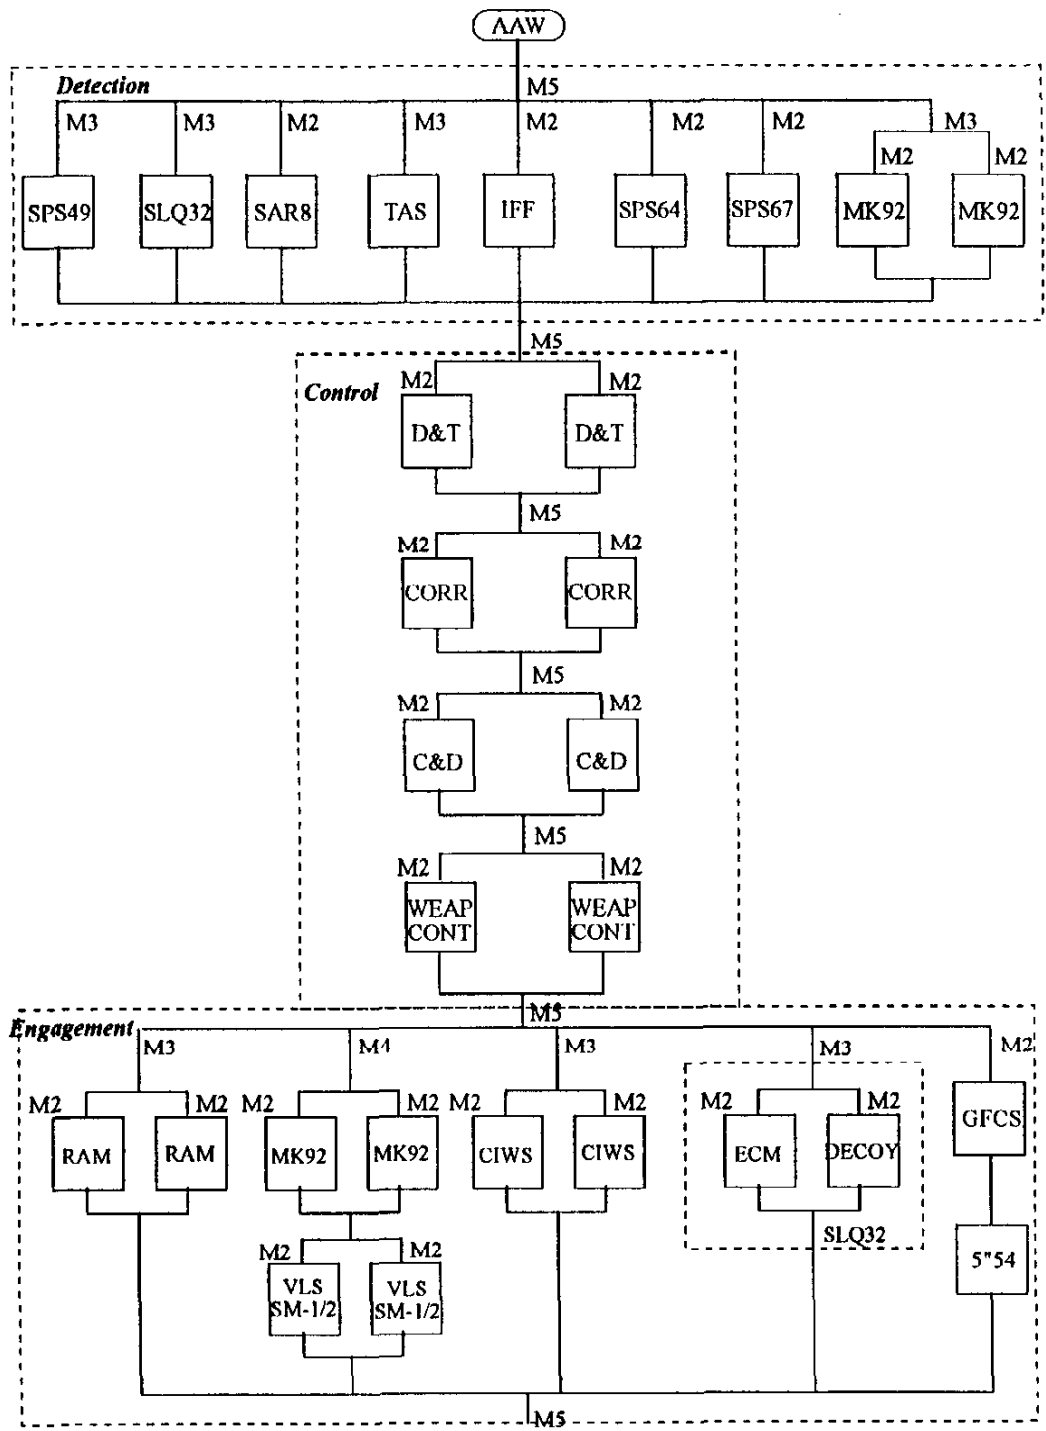 AAW
Detection
M5
M3 M3 M2 M3 M2 M2 M2 M3
M2 M2
SPS49 SLQ32 SAR8 TAS IFF SPS64 SPS67 MK92 MK92
M5
Control
M2 M2
D&T D&T
M5
M2 M2
CORR CORR
M5
M2 M2
C&D C&D
M5
M2 M2
WEAP WEAP
CONT CONT
M5
Engagement
M3 M4 M3 M3 M2
M2 M2 M2 M2 M2 M2 M2 M2
GFCS
RAM RAM MK92 MK92 CIWS CIWS ECM DECOY
SLQ32
M2 M2
5"54
VLS VLS
SM-1/2 SM-1/2
M5